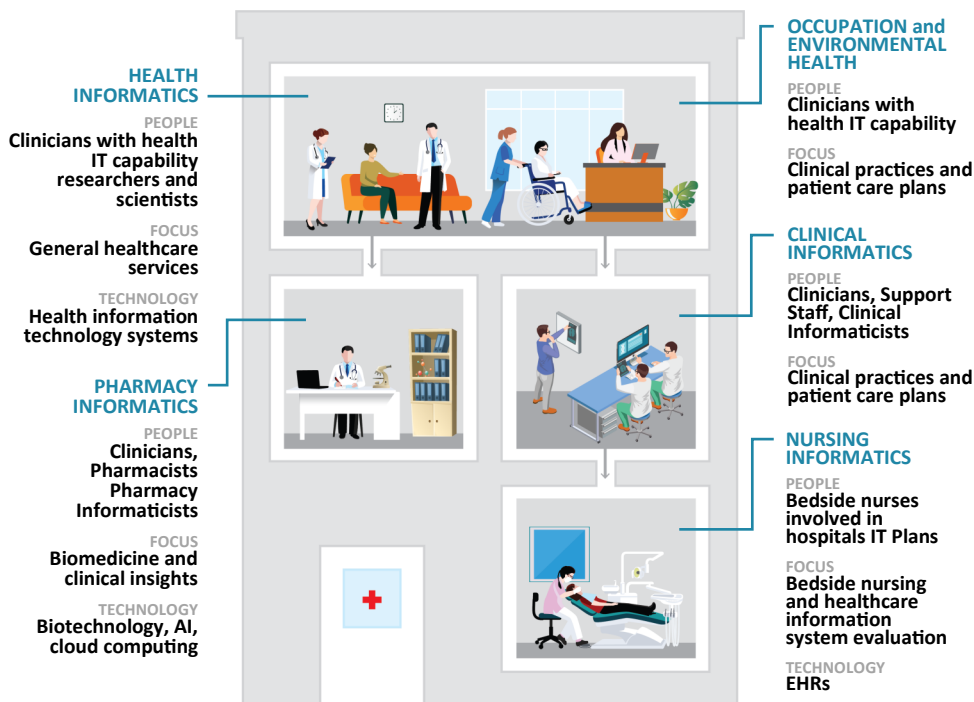 HEALTH
INFORMATICS
PEOPLE
Clinicians with health
IT capability
researchers and
scientists
FOCUS
General healthcare
services
TECHNOLOGY
Health information
technology systems
PHARMACY
INFORMATICS
PEOPLE
Clinicians,
Pharmacists
Pharmacy
Informaticists
FOCUS
Biomedicine and
clinical insights
TECHNOLOGY
Biotechnology, AI,
cloud computing
OCCUPATION and
ENVIRONMENTAL
HEALTH
PEOPLE
Clinicians with
health IT capability
FOCUS
Clinical practices and
patient care plans
CLINICAL
INFORMATICS
PEOPLE
Clinicians, Support
Staff, Clinical
Informaticists
FOCUS
Clinical practices and
patient care plans
NURSING
INFORMATICS
PEOPLE
Bedside nurses
involved in
hospitals IT Plans
FOCUS
Bedside nursing
and healthcare
information
system evaluation
TECHNOLOGY
EHRs